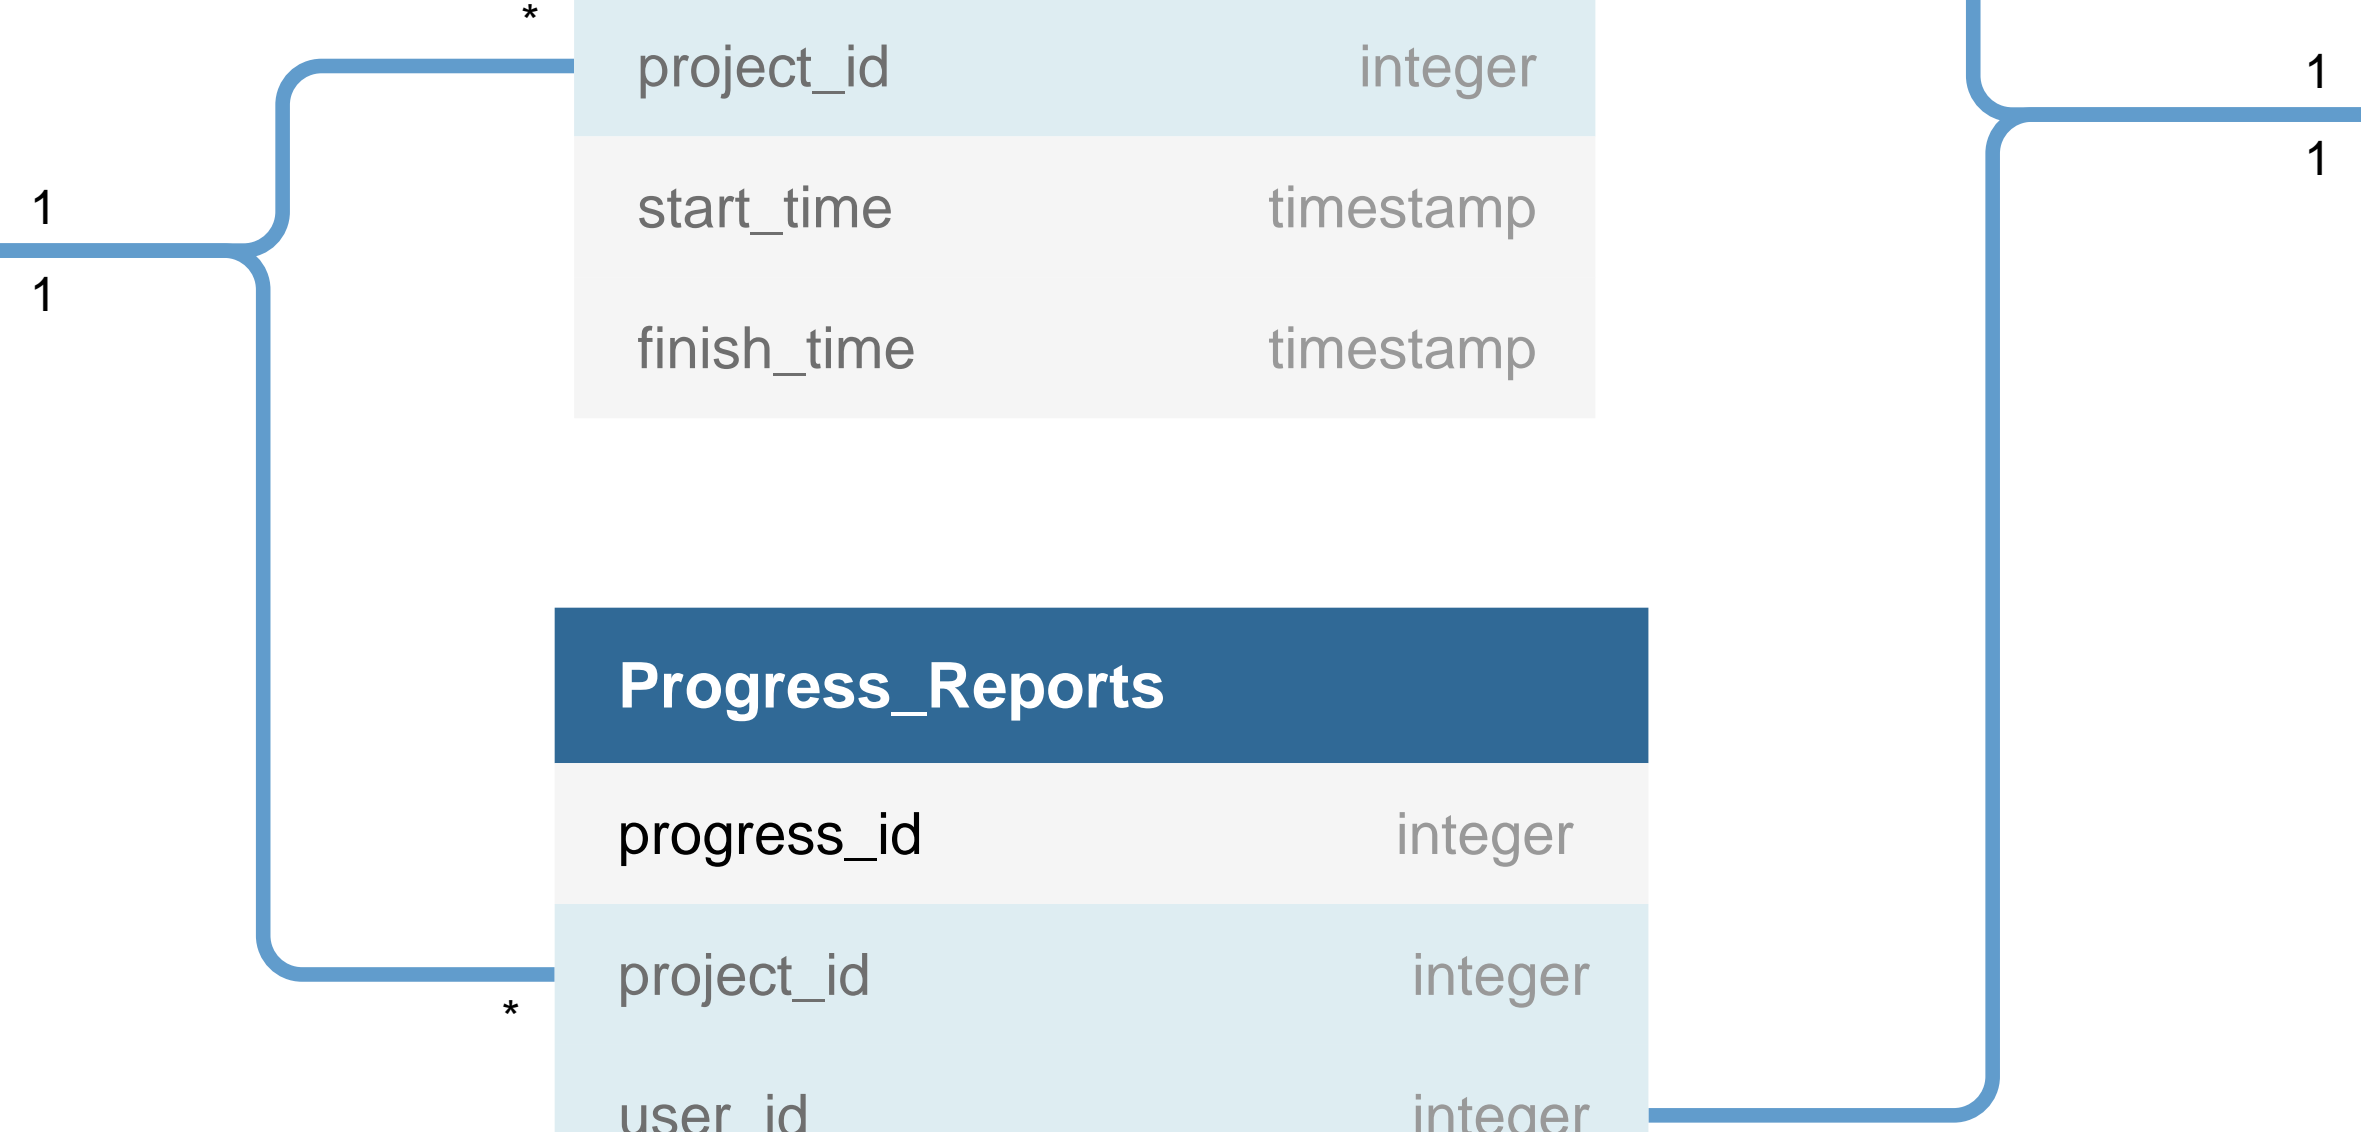 *
project_id integer
1
start_time timestamp
1
1
1
finish_time timestamp
Progress_Reports
progress_id integer
project_id integer
*
user_id integer